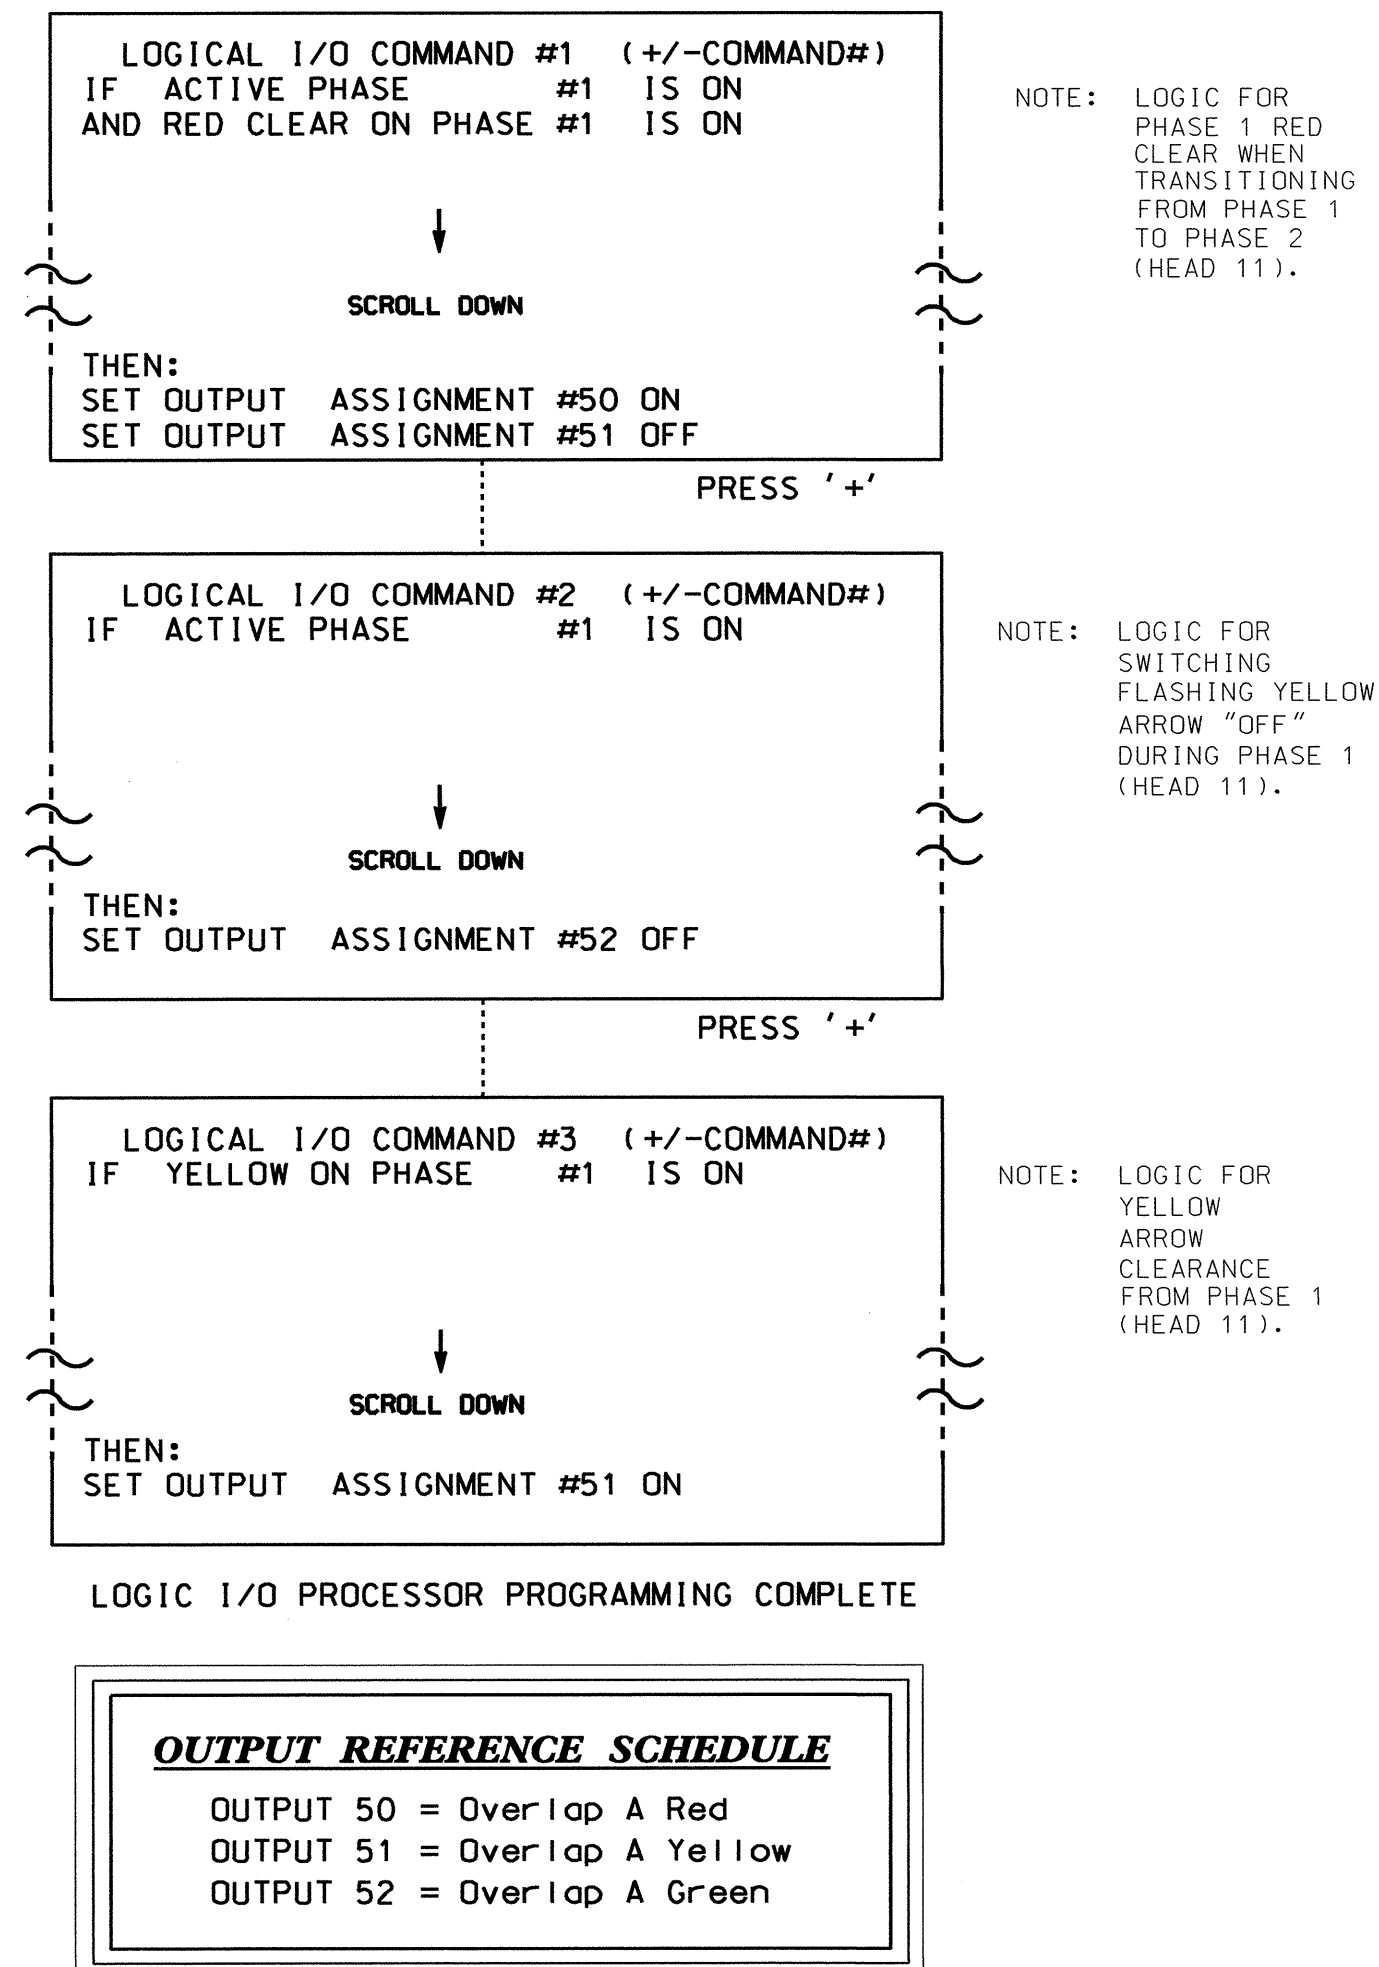 LOGICAL I/O COMMAND #1 (+/-COMMAND#)
IF ACTIVE PHASE #1 IS ON
AND RED CLEAR ON PHASE #1 IS ON
SCROLL DOWN
THEN:
SET OUTPUT ASSIGNMENT #50 ON
SET OUTPUT ASSIGNMENT #51 OFF
NOTE: LOGIC FOR
PHASE 1 RED
CLEAR WHEN
TRANSITIONING
FROM PHASE 1
TO PHASE 2
(HEAD 11).
PRESS '+'
LOGICAL I/O COMMAND #2 (+/-COMMAND#)
IF ACTIVE PHASE #1 IS ON
SCROLL DOWN
THEN:
SET OUTPUT ASSIGNMENT #52 OFF
NOTE: LOGIC FOR
SWITCHING
FLASHING YELLOW
ARROW "OFF"
DURING PHASE 1
(HEAD 11).
PRESS '+'
LOGICAL I/O COMMAND #3 (+/-COMMAND#)
IF YELLOW ON PHASE #1 IS ON
SCROLL DOWN
THEN:
SET OUTPUT ASSIGNMENT #51 ON
NOTE: LOGIC FOR
YELLOW
ARROW
CLEARANCE
FROM PHASE 1
(HEAD 11).
LOGIC I/O PROCESSOR PROGRAMMING COMPLETE
OUTPUT REFERENCE SCHEDULE
OUTPUT 50 = Overlap A Red
OUTPUT 51 = Overlap A Yellow
OUTPUT 52 = Overlap A Green